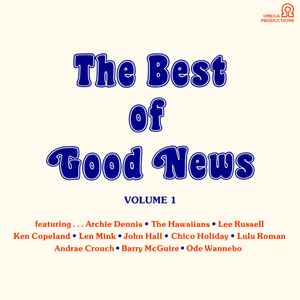 OMEGA
PRODUCTIONS
The Best
of
Good News
VOLUME 1
featuring . . . Archie Dennis • The Hawaiians • Lee Russell
Ken Copeland • Len Mink • John Hall • Chico Holiday • Lulu Roman
Andrae Crouch • Barry McGuire • Ode Wannebo